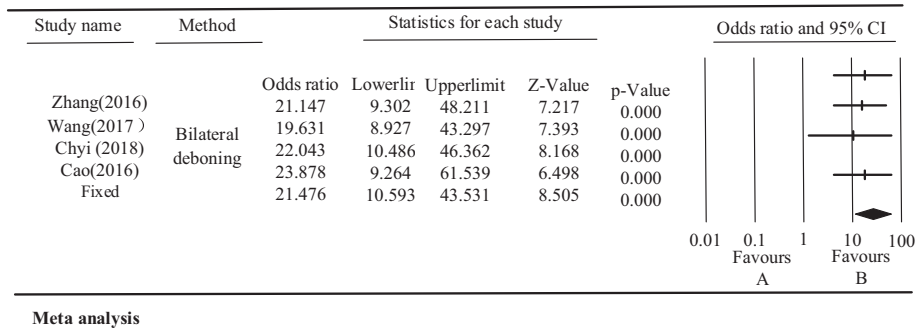 Study name Method Statistics for each study Odds ratio and 95% CI
Odds ratio Lowerlir Upperlimit Z-Value p-Value
Zhang(2016) 21.147 9.302 48.211 7.217 0.000
Wang(2017） 19.631 8.927 43.297 7.393 0.000
Bilateral
Chyi (2018) 22.043 10.486 46.362 8.168 0.000
deboning
Cao(2016) 23.878 9.264 61.539 6.498 0.000
Fixed 21.476 10.593 43.531 8.505 0.000
0.01 0.1 1 10 100
Favours Favours
A B
Meta analysis